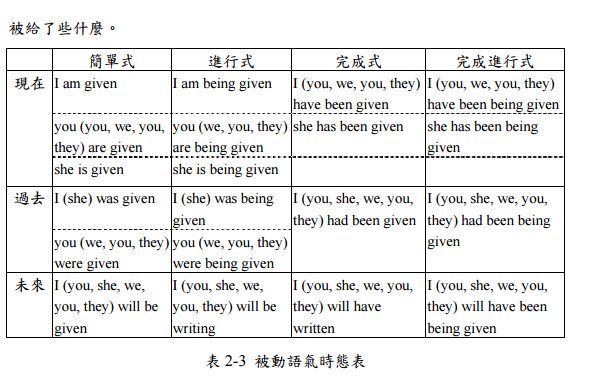 被給了些什麼。
簡單式 進行式 完成式 完成進行式
現在 I am given I am being given I (you, we, you, they) I (you, we, you, they)
have been given have been being given
you (you, we, you, you (we, you, they) she has been given she has been being
they) are given are being given given
she is given she is being given
過去 I (she) was given I (she) was being I (you, she, we, you, I (you, she, we, you,
given they) had been given they) had been being
you (we, you, they) you (we, you, they) given
were given were being given
未來 I (you, she, we, I (you, she, we, I (you, she, we, you, I (you, she, we, you,
you, they) will be you, they) will be they) will have they) will have been
given writing written being given
表 2-3 被動語氣時態表